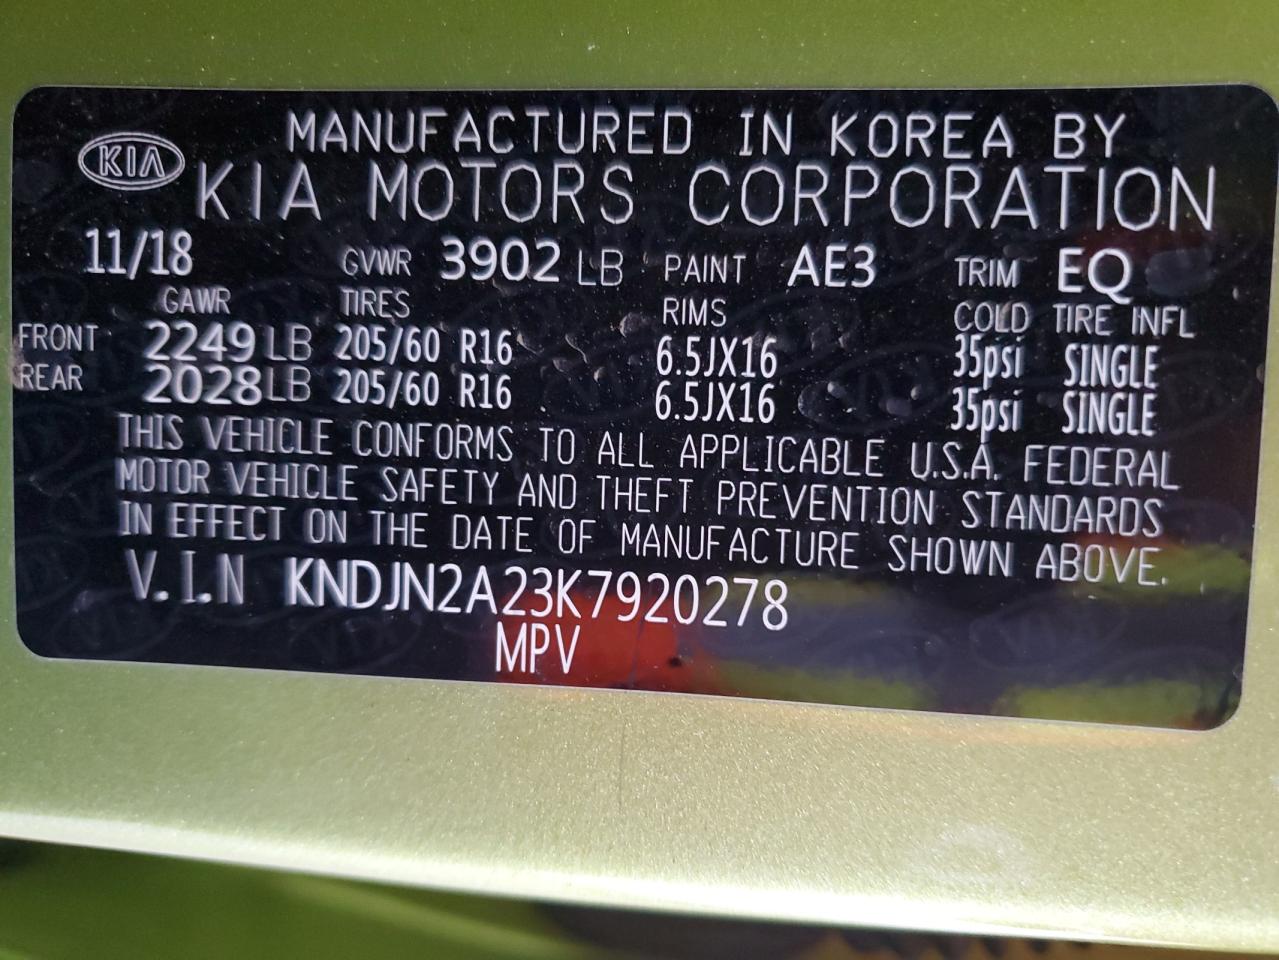 MANUFACTURED IN KOREA BY
KIA KIA MOTORS CORPORATION
11/18 GVWR 3902 LB PAINT AE3 TRIM EQ
GAWR TIRES RIMS COLD TIRE INFL
FRONT 2249 LB 205/60 R16 6.5JX16 35psi SINGLE
REAR 2028 LB 205/60 R16 6.5JX16 35psi SINGLE
THIS VEHICLE CONFORMS TO ALL APPLICABLE U.S.A. FEDERAL
MOTOR VEHICLE SAFETY AND THEFT PREVENTION STANDARDS
IN EFFECT ON THE DATE OF MANUFACTURE SHOWN ABOVE.
V.I.N KNDJN2A23K7920278
MPV